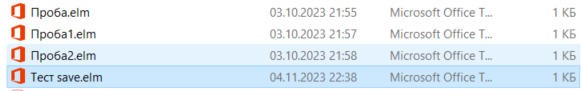 Проба.elm 03.10.2023 21:55 Microsoft Office T... 1 КБ
Проба1.elm 03.10.2023 21:57 Microsoft Office T... 1 КБ
Проба2.elm 03.10.2023 21:58 Microsoft Office T... 1 КБ
Тест save.elm 04.11.2023 22:38 Microsoft Office T... 1 КБ